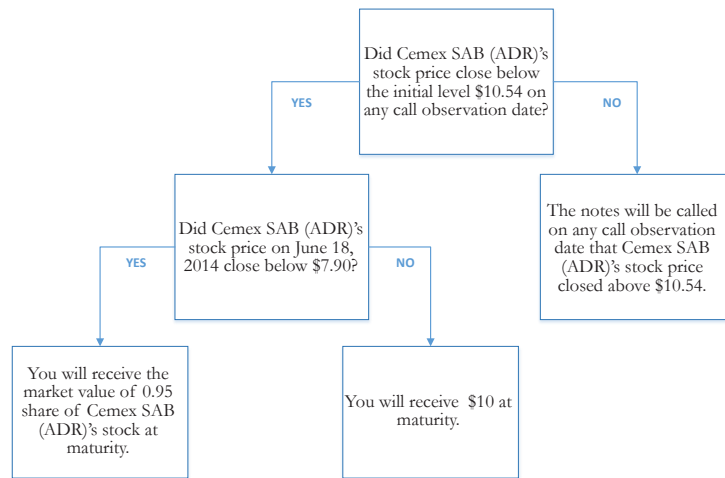 Did Cemex SAB (ADR)’s
stock price close below
the initial level $10.54 on
any call observation date?
YES
NO
Did Cemex SAB (ADR)’s
stock price on June 18,
2014 close below $7.90?
The notes will be called
on any call observation
date that Cemex SAB
(ADR)’s stock price
closed above $10.54.
YES
NO
You will receive the
market value of 0.95
share of Cemex SAB
(ADR)’s stock at
maturity.
You will receive $10 at
maturity.